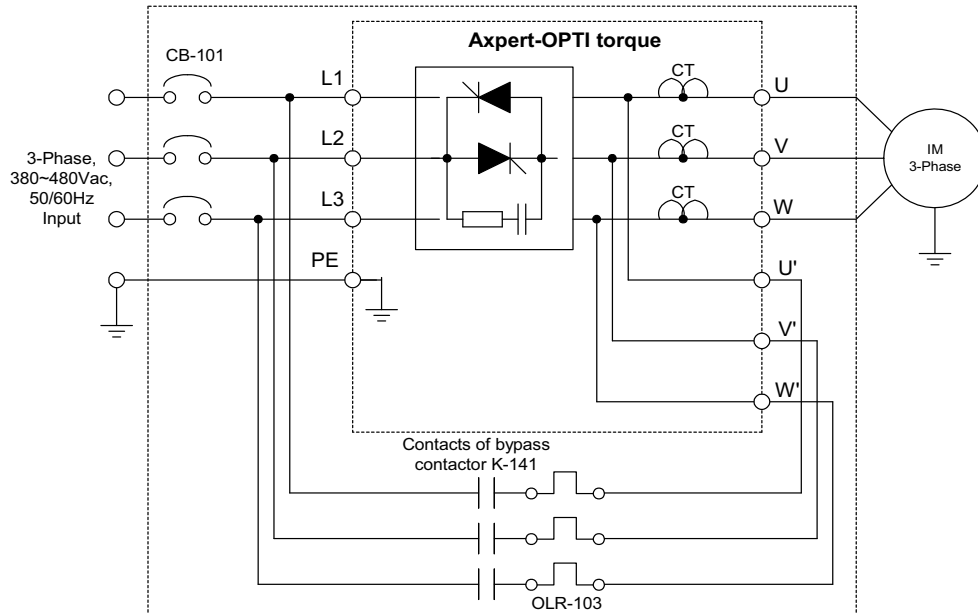 Axpert-OPTI torque
CB-101
L1
CT
U
L2
CT
V
IM
3-Phase
3-Phase,
380~480Vac,
50/60Hz
Input
L3
CT
W
PE
U'
V'
W'
Contacts of bypass
contactor K-141
OLR-103